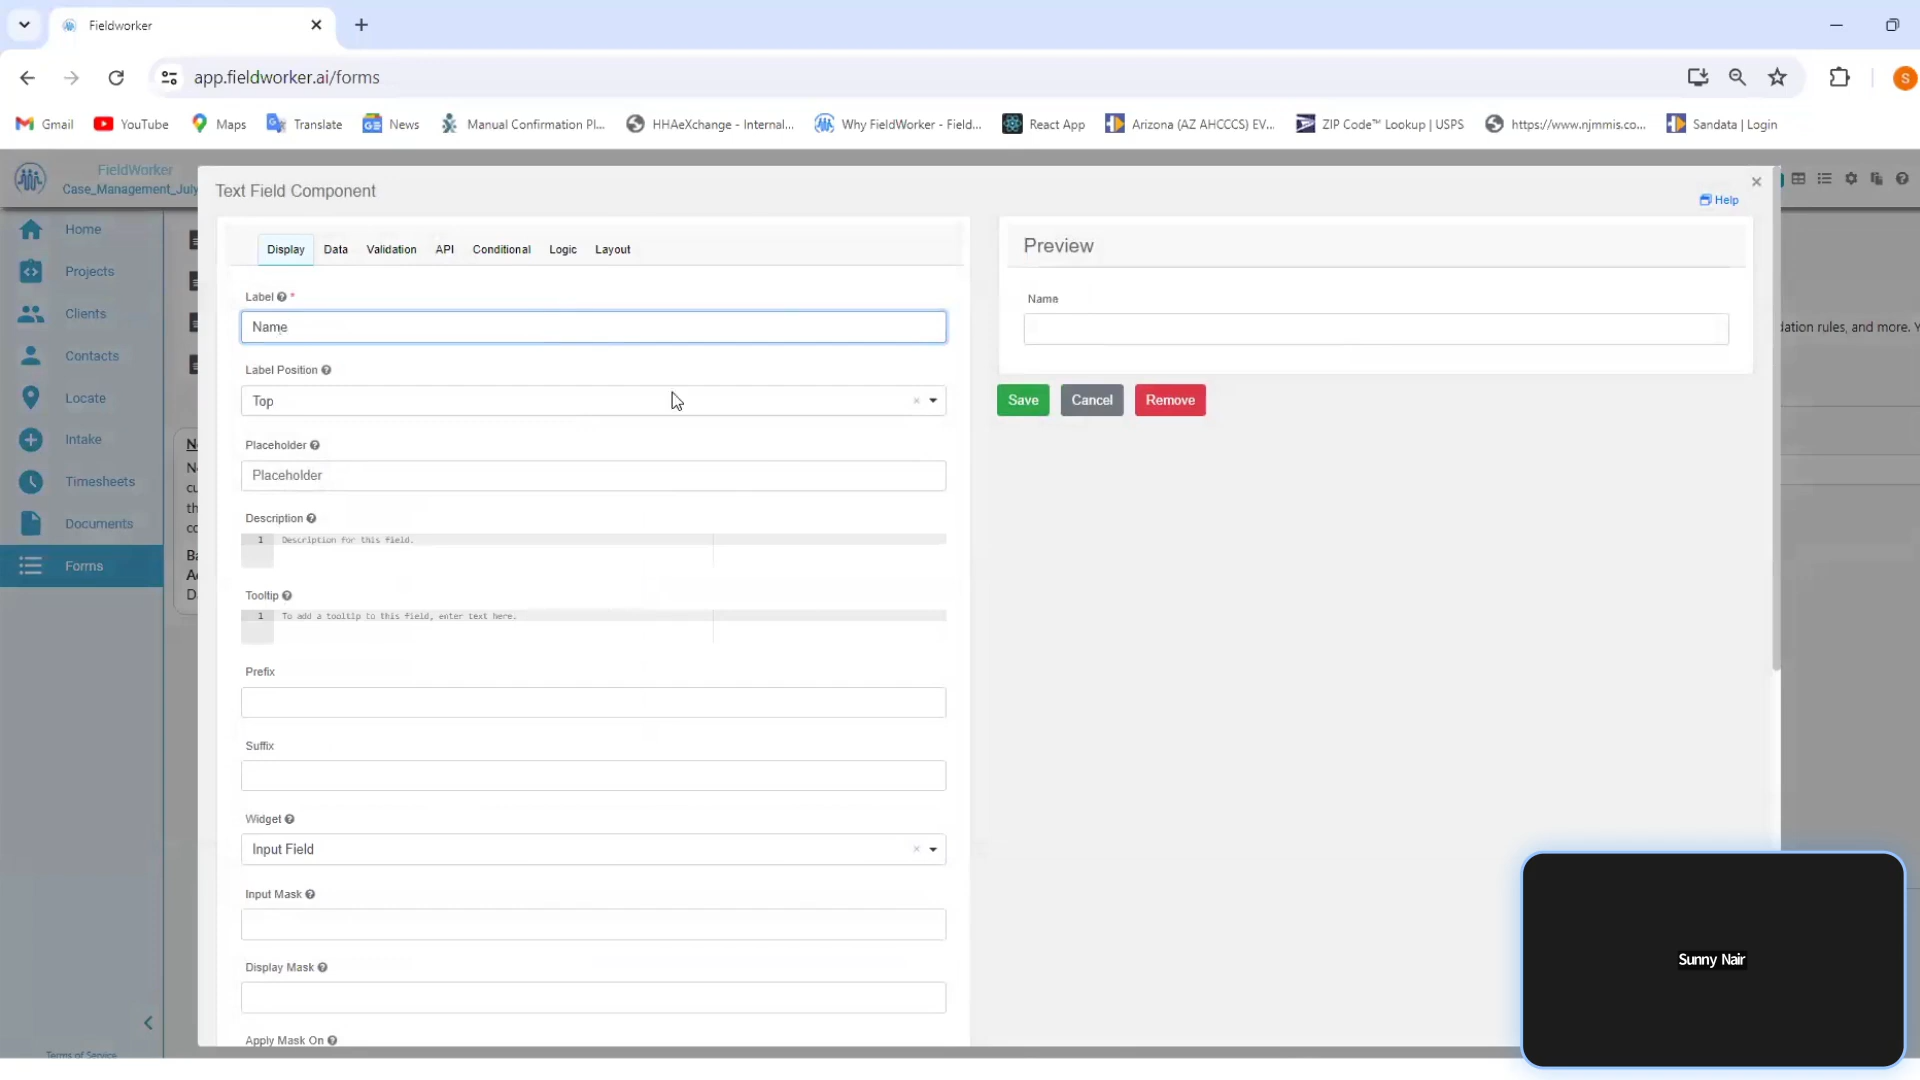 Fieldworker
app.fieldworker.ai/forms
Gmail YouTube Maps Translate News Manual Confirmation Pl... HHAeXchange - Internal... Why FieldWorker - Field... React App Arizona (AZ AHCCCS) EV... ZIP Code™ Lookup | USPS https://www.njmmis.co... Sandata | Login
S
FieldWorker
Case_Management_July
Text Field Component
Help
Home
Projects
Clients
Contacts
Locate
Intake
Timesheets
Documents
Forms
Terms of Service
Display Data Validation API Conditional Logic Layout
Label *
Name
Label Position
Top
Placeholder
Placeholder
Description
1 Description for this field.
Tooltip
1 To add a tooltip to this field, enter text here.
Prefix
Suffix
Widget
Input Field
Input Mask
Display Mask
Apply Mask On
Preview
Name
Save Cancel Remove
dation rules, and more. Y
Sunny Nair